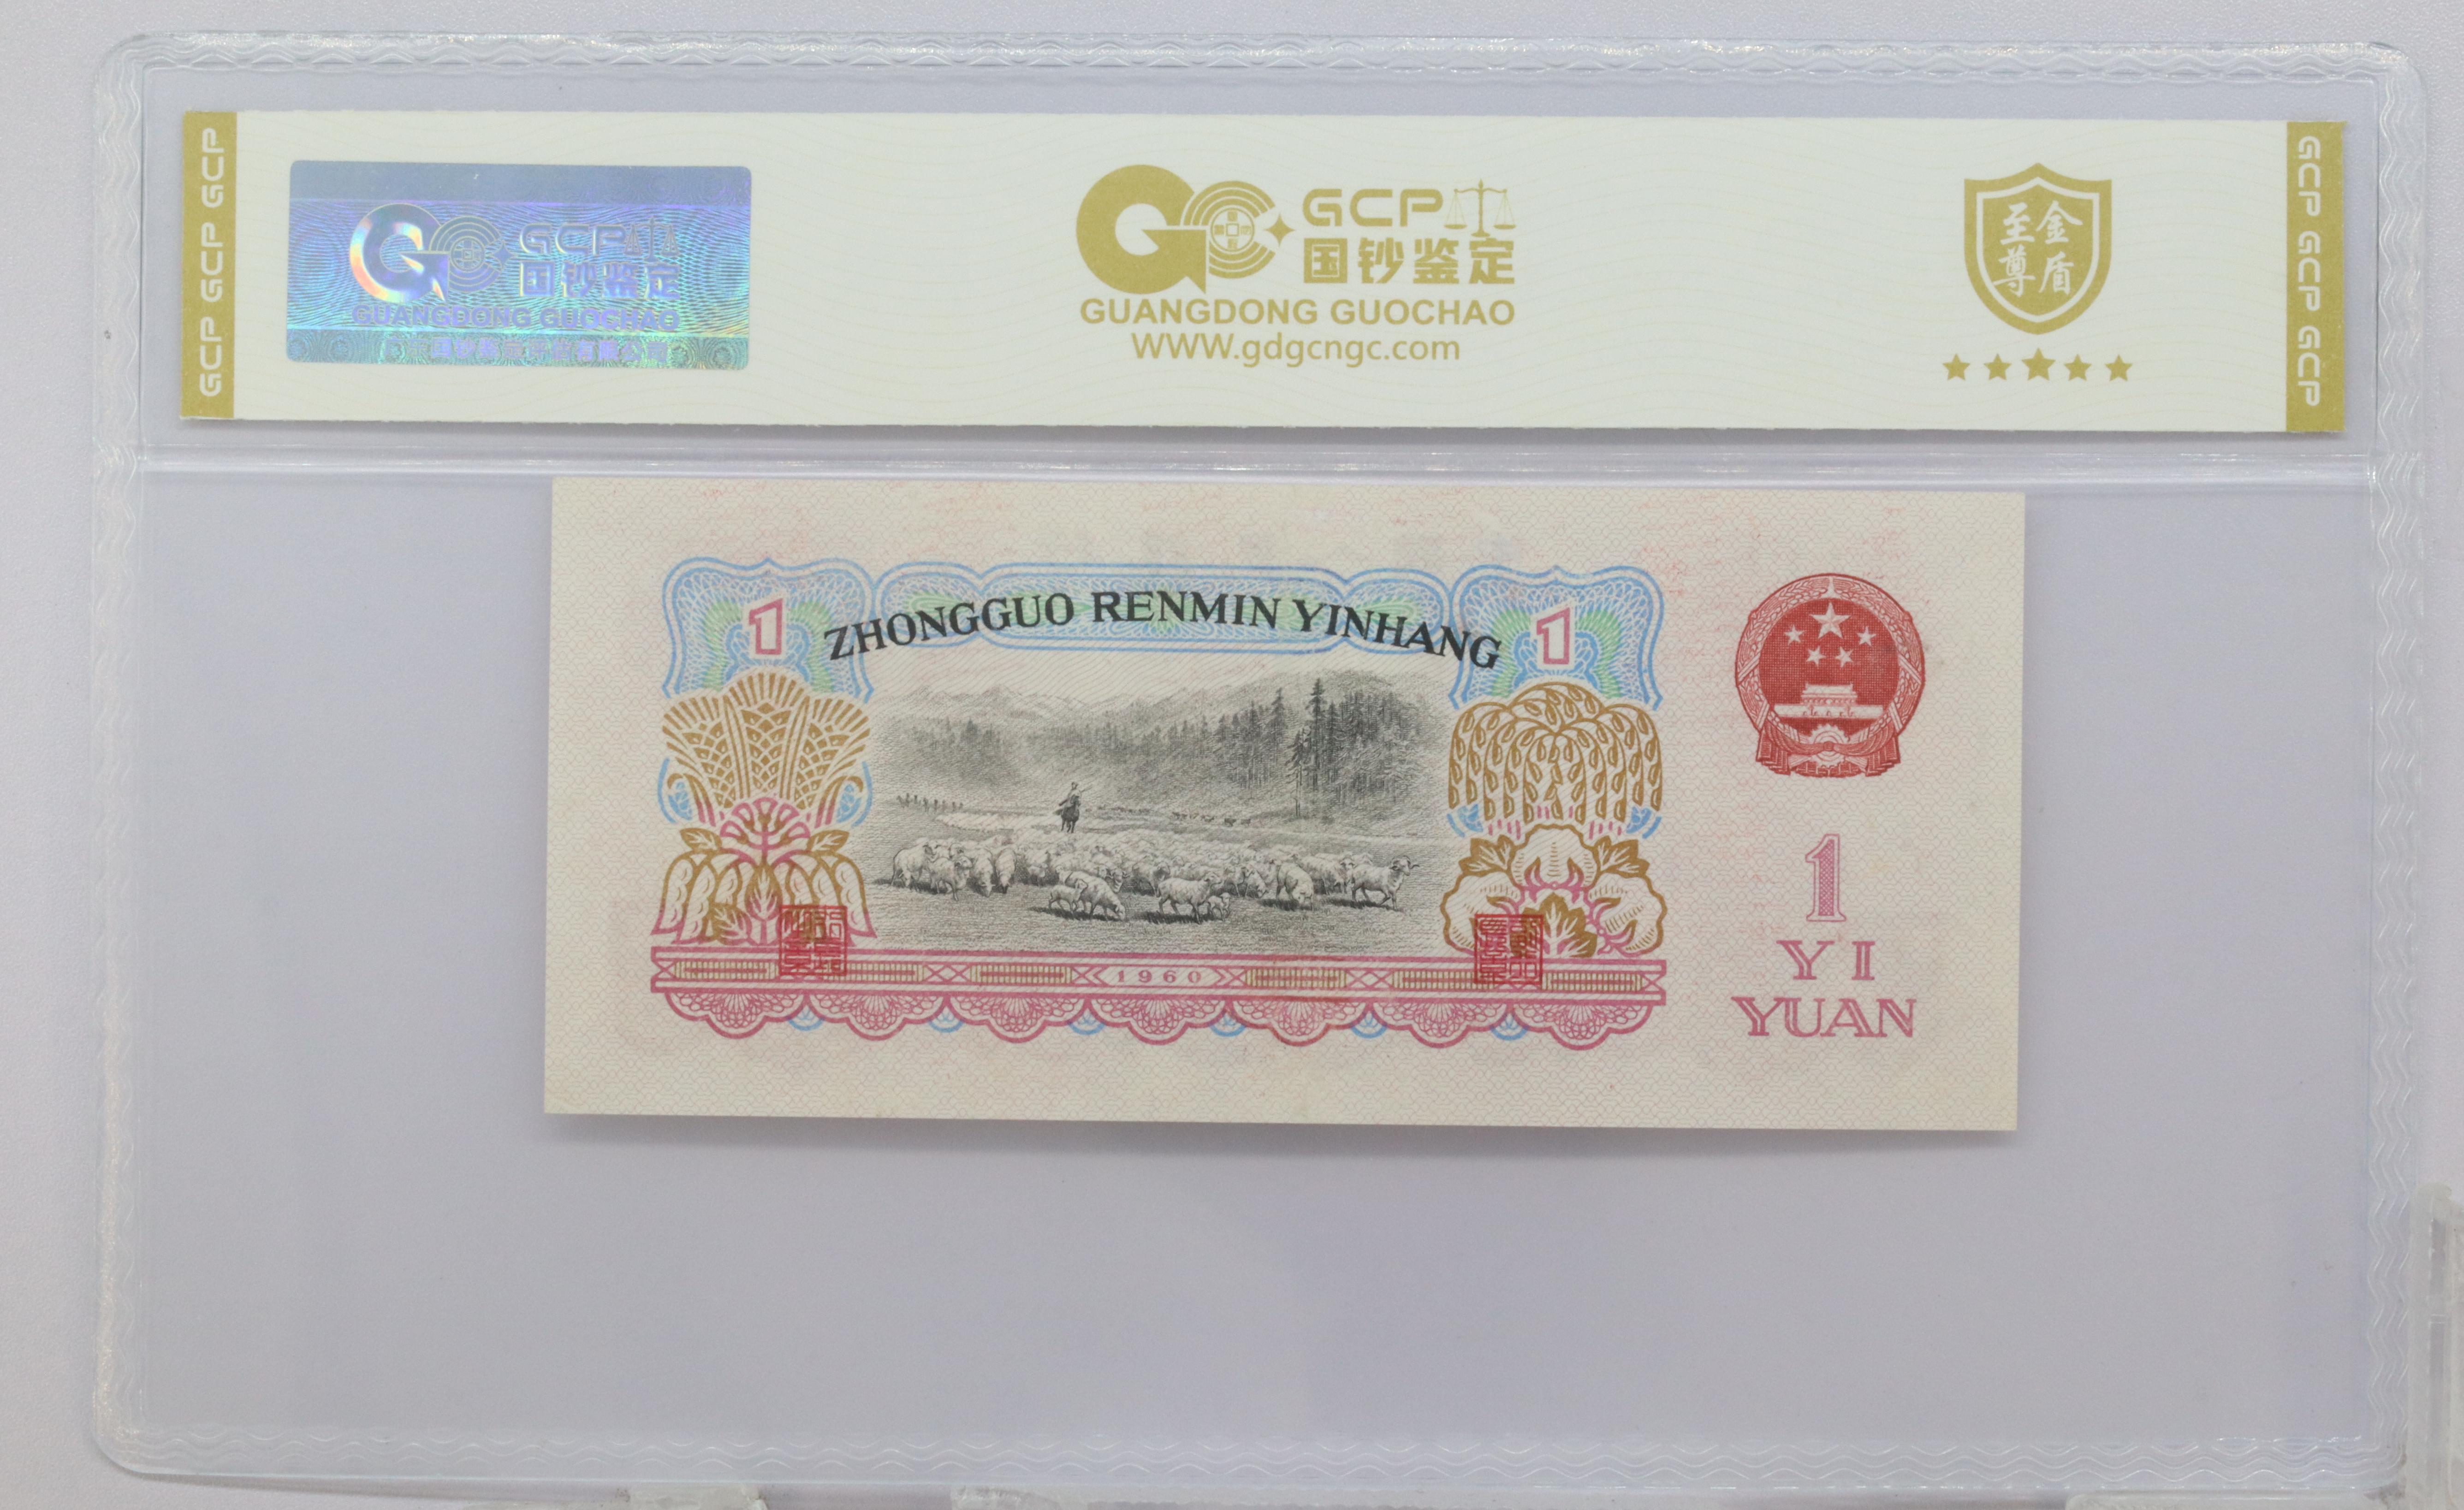 GCP GCP GCP
GCP
国钞鉴定
GUANGDONG GUOCHAO
GCP
国钞鉴定
GUANGDONG GUOCHAO
WWW.gdgcngc.com
至尊
金盾
GCP GCP GCP
1
ZHONGGUO RENMIN YINHANG
1
1960
1
YI
YUAN